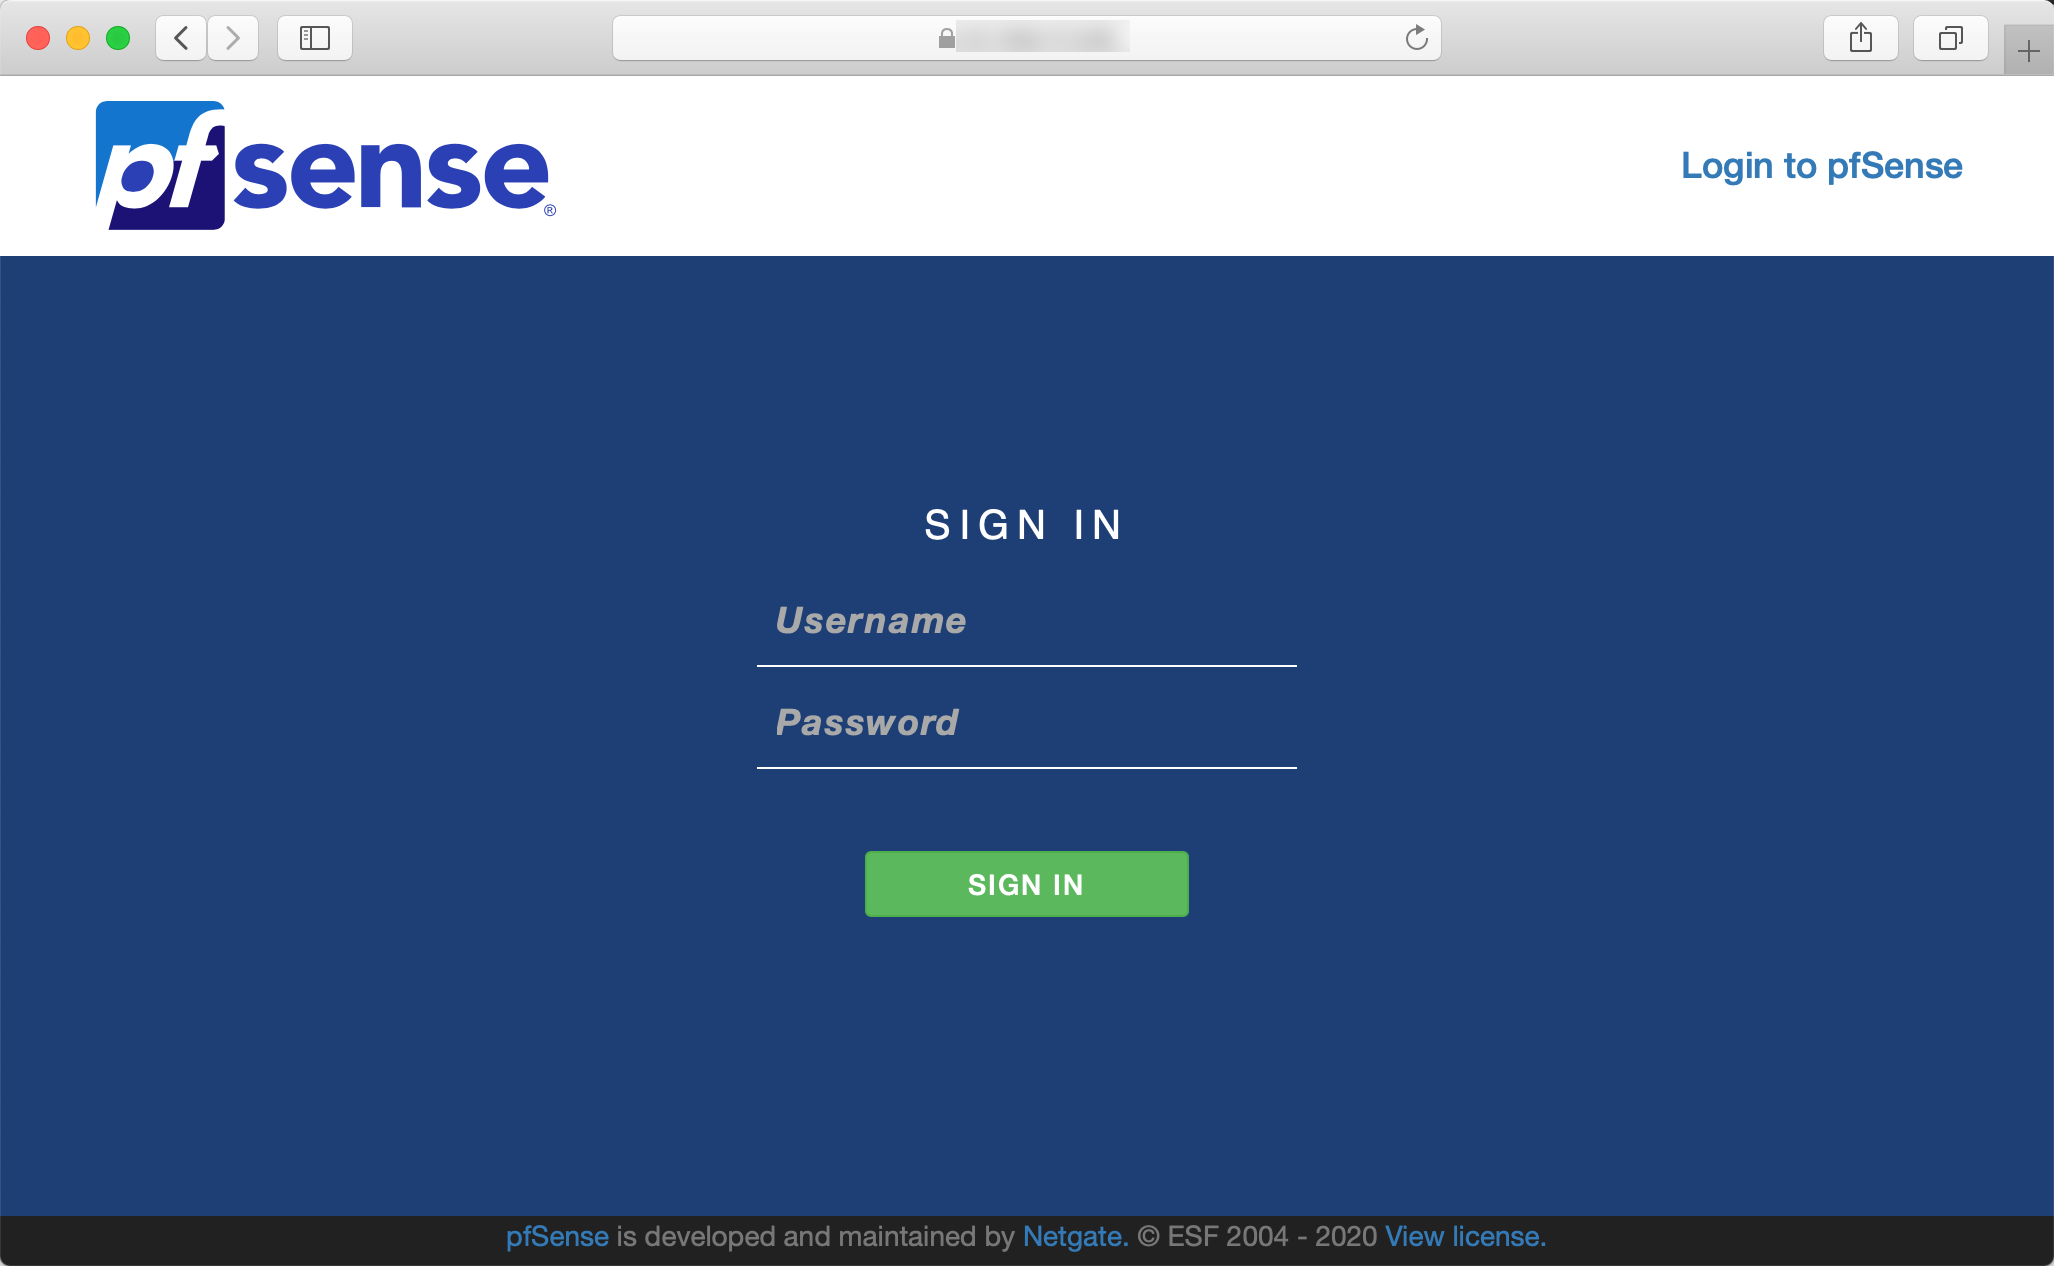 pfsense®
Login to pfSense
SIGN IN
Username
Password
SIGN IN
pfSense is developed and maintained by Netgate. © ESF 2004 - 2020 View license.